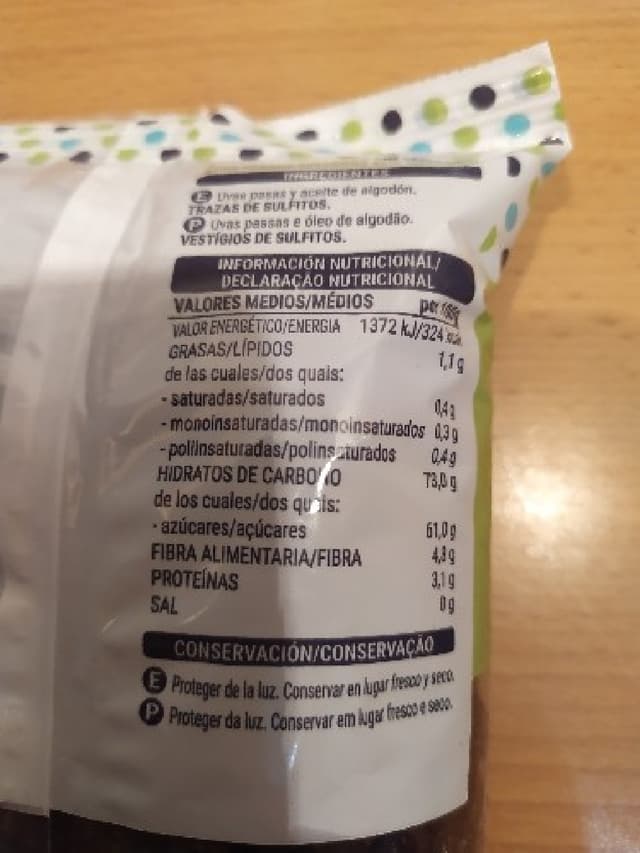 INGREDIENTES
E Uvas pasas y aceite de algodón.
TRAZAS DE SULFITOS.
P Uvas passas e óleo de algodão.
VESTÍGIOS DE SULFITOS.
INFORMACIÓN NUTRICIONAL/
DECLARAÇÃO NUTRICIONAL
VALORES MEDIOS/MÉDIOS por 100g
VALOR ENERGÉTICO/ENERGIA 1372 kJ/324 kcal
GRASAS/LÍPIDOS 1,1 g
de las cuales/dos quais:
- saturadas/saturados 0,4 g
- monoinsaturadas/monoinsaturados 0,3 g
- poliinsaturadas/polinsaturados 0,4 g
HIDRATOS DE CARBONO 73,0 g
de los cuales/dos quais:
- azúcares/açúcares 61,0 g
FIBRA ALIMENTARIA/FIBRA 4,8 g
PROTEÍNAS 3,1 g
SAL 0 g
CONSERVACIÓN/CONSERVAÇÃO
E Proteger de la luz. Conservar en lugar fresco y seco.
P Proteger da luz. Conservar em lugar fresco e seco.